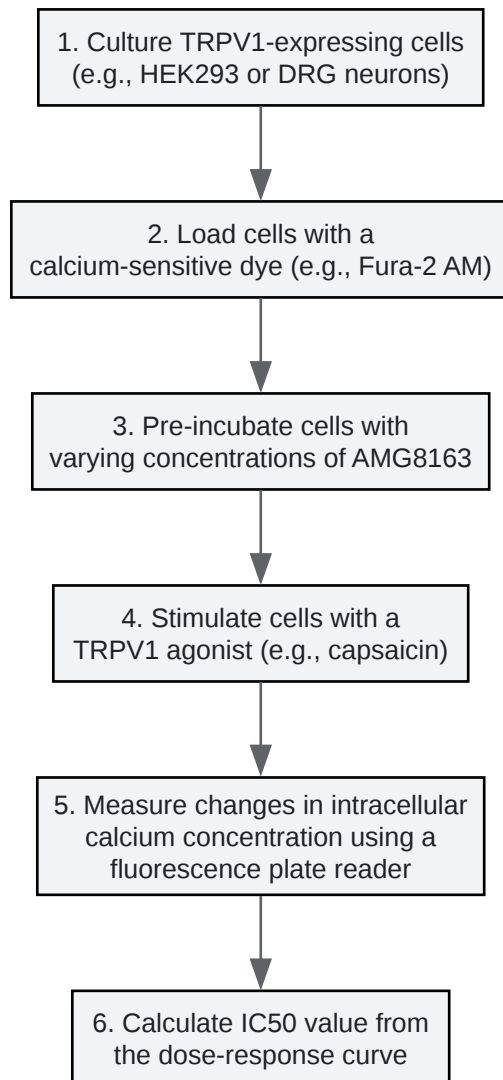 1. Culture TRPV1-expressing cells
(e.g., HEK293 or DRG neurons)
2. Load cells with a
calcium-sensitive dye (e.g., Fura-2 AM)
3. Pre-incubate cells with
varying concentrations of AMG8163
4. Stimulate cells with a
TRPV1 agonist (e.g., capsaicin)
5. Measure changes in intracellular
calcium concentration using a
fluorescence plate reader
6. Calculate IC50 value from
the dose-response curve